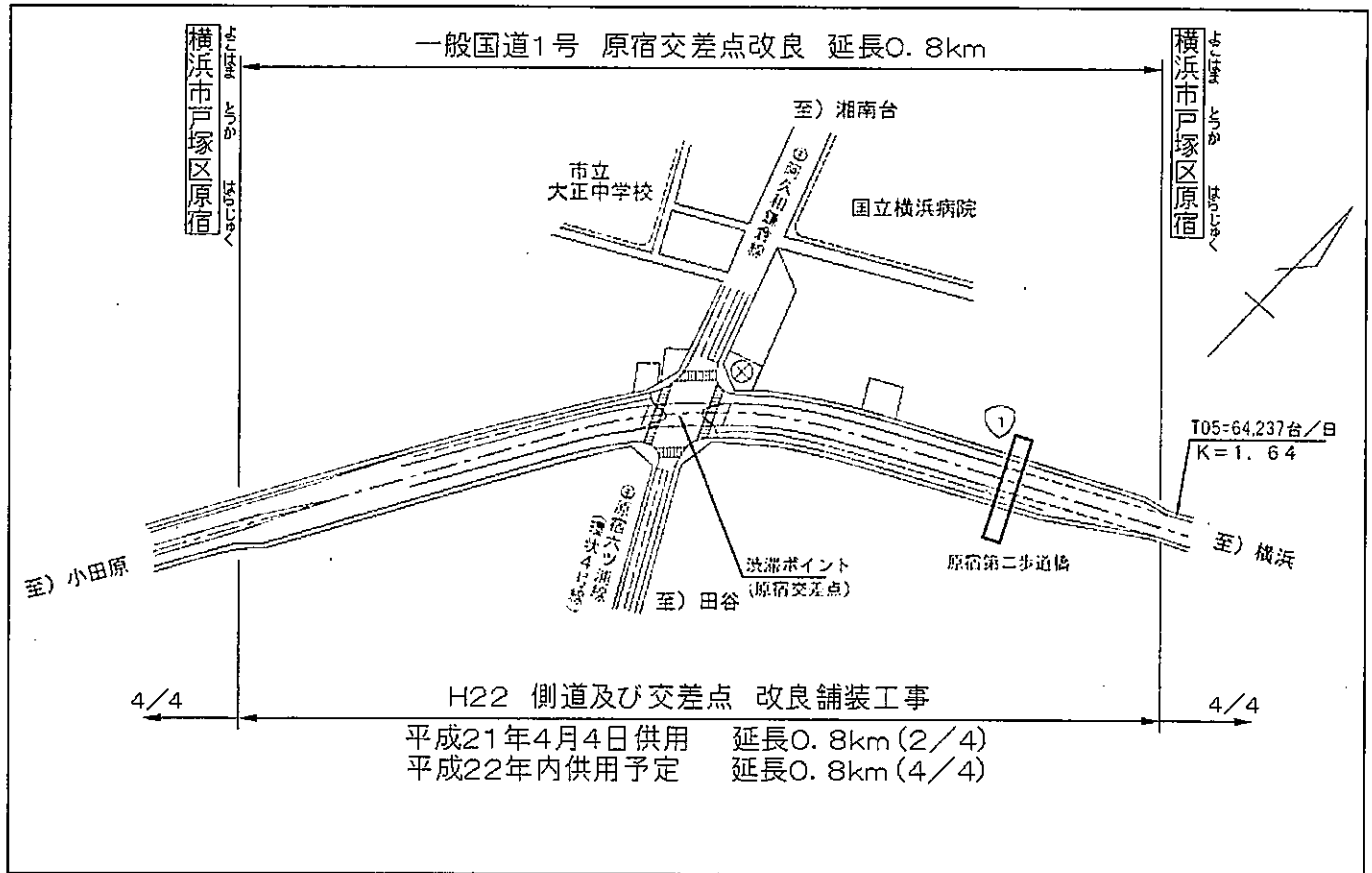 一般国道1号 原宿交差点改良 延長0.8km
横浜市戸塚区原宿
よこはま とつか はらじゅく
横浜市戸塚区原宿
よこはま とつか はらじゅく
至）湘南台
市立
大正中学校
国立横浜病院
1
T05=64,237台／日
K=1.64
至）横浜
至）小田原
渋滞ポイント
(原宿交差点)
原宿第二歩道橋
原宿六ツ浦線
至）田谷
4/4
H22 側道及び交差点 改良舗装工事
4/4
平成21年4月4日供用 延長0.8km(2/4)
平成22年内供用予定 延長0.8km(4/4)